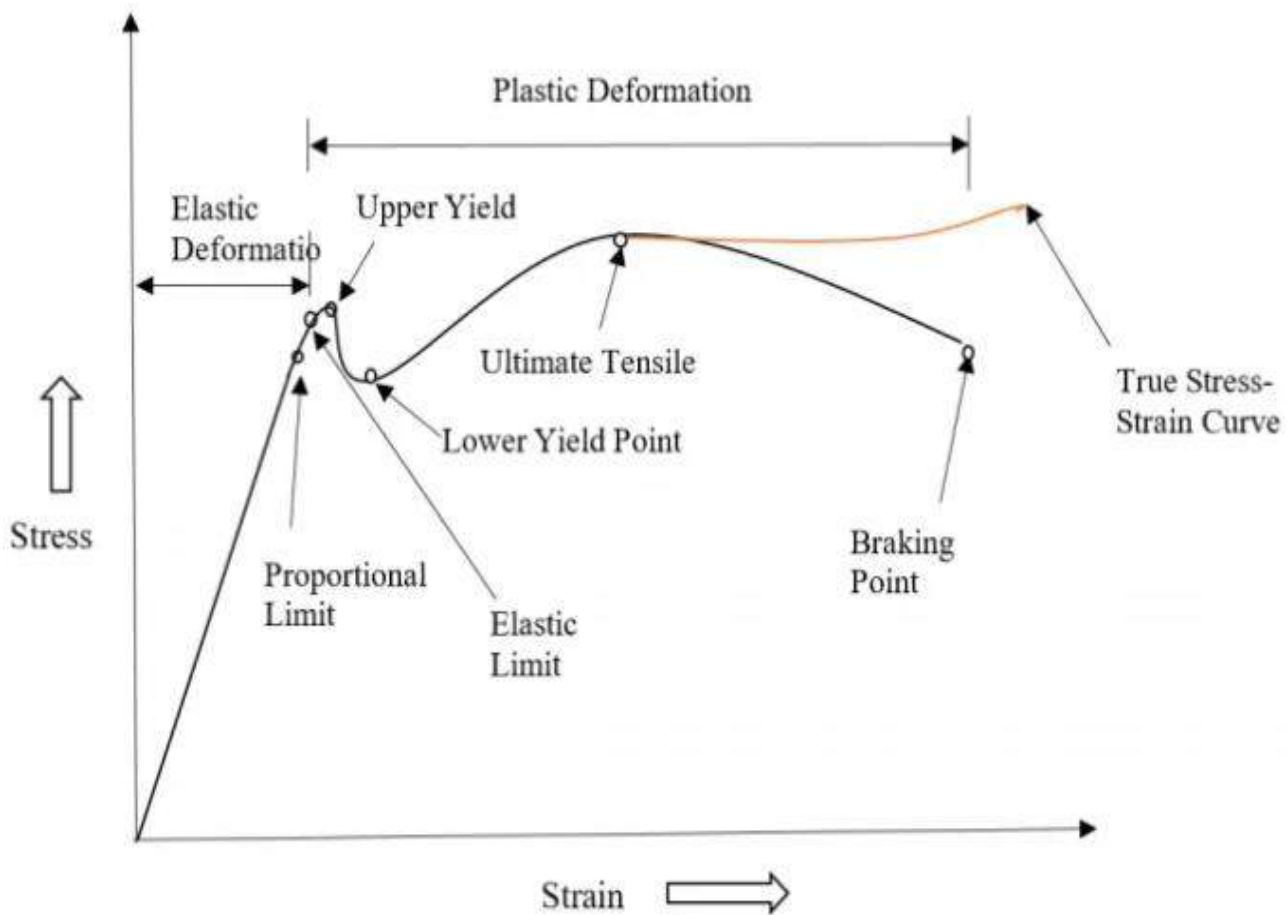 Plastic Deformation
Elastic
Deformatio
Upper Yield
Ultimate Tensile
True Stress-
Strain Curve
Lower Yield Point
Stress
Braking
Point
Proportional
Limit
Elastic
Limit
Strain